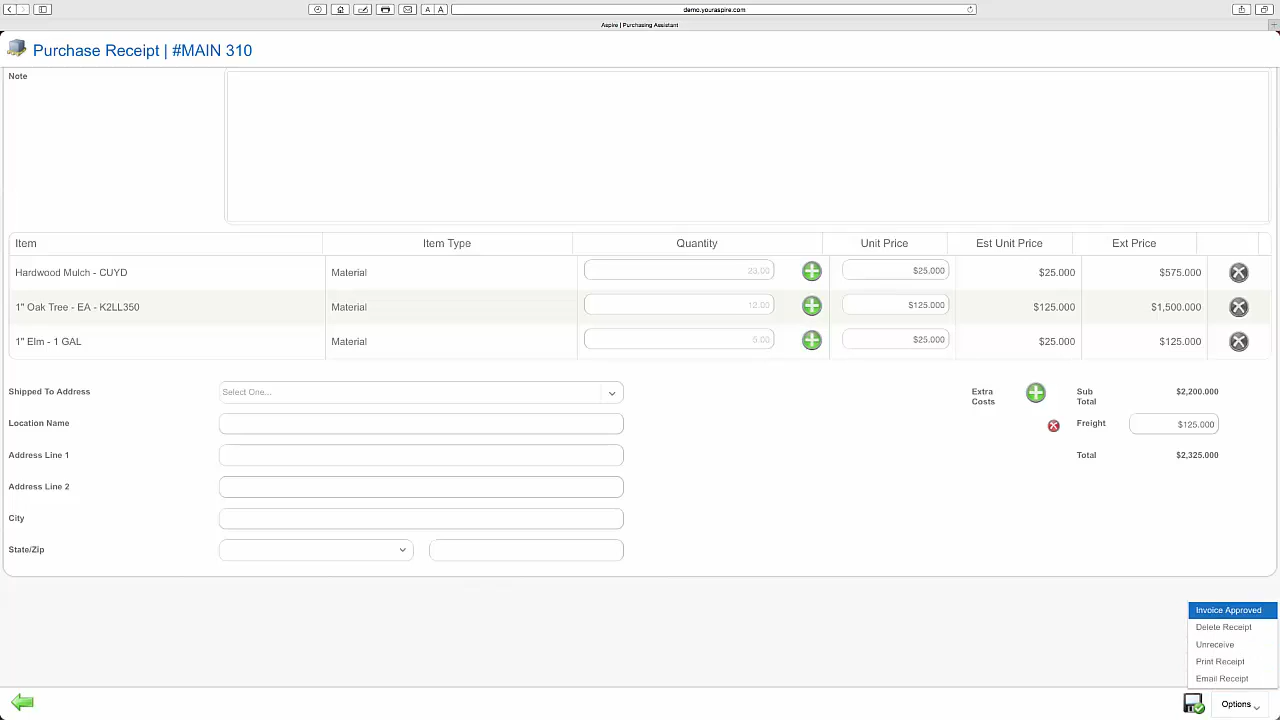 A A demo.youraspire.com
Aspire | Purchasing Assistant
Purchase Receipt | #MAIN 310
Note
Item Item Type Quantity Unit Price Est Unit Price Ext Price
Hardwood Mulch - CUYD Material 23.00 $25.000 $25.000 $575.000
1" Oak Tree - EA - K2LL350 Material 12.00 $125.000 $125.000 $1,500.000
1" Elm - 1 GAL Material 5.00 $25.000 $25.000 $125.000
Shipped To Address Select One... Extra Costs Sub Total $2,200.000
Location Name Freight $125.000
Address Line 1 Total $2,325.000
Address Line 2
City
State/Zip
Invoice Approved
Delete Receipt
Unreceive
Print Receipt
Email Receipt
Options